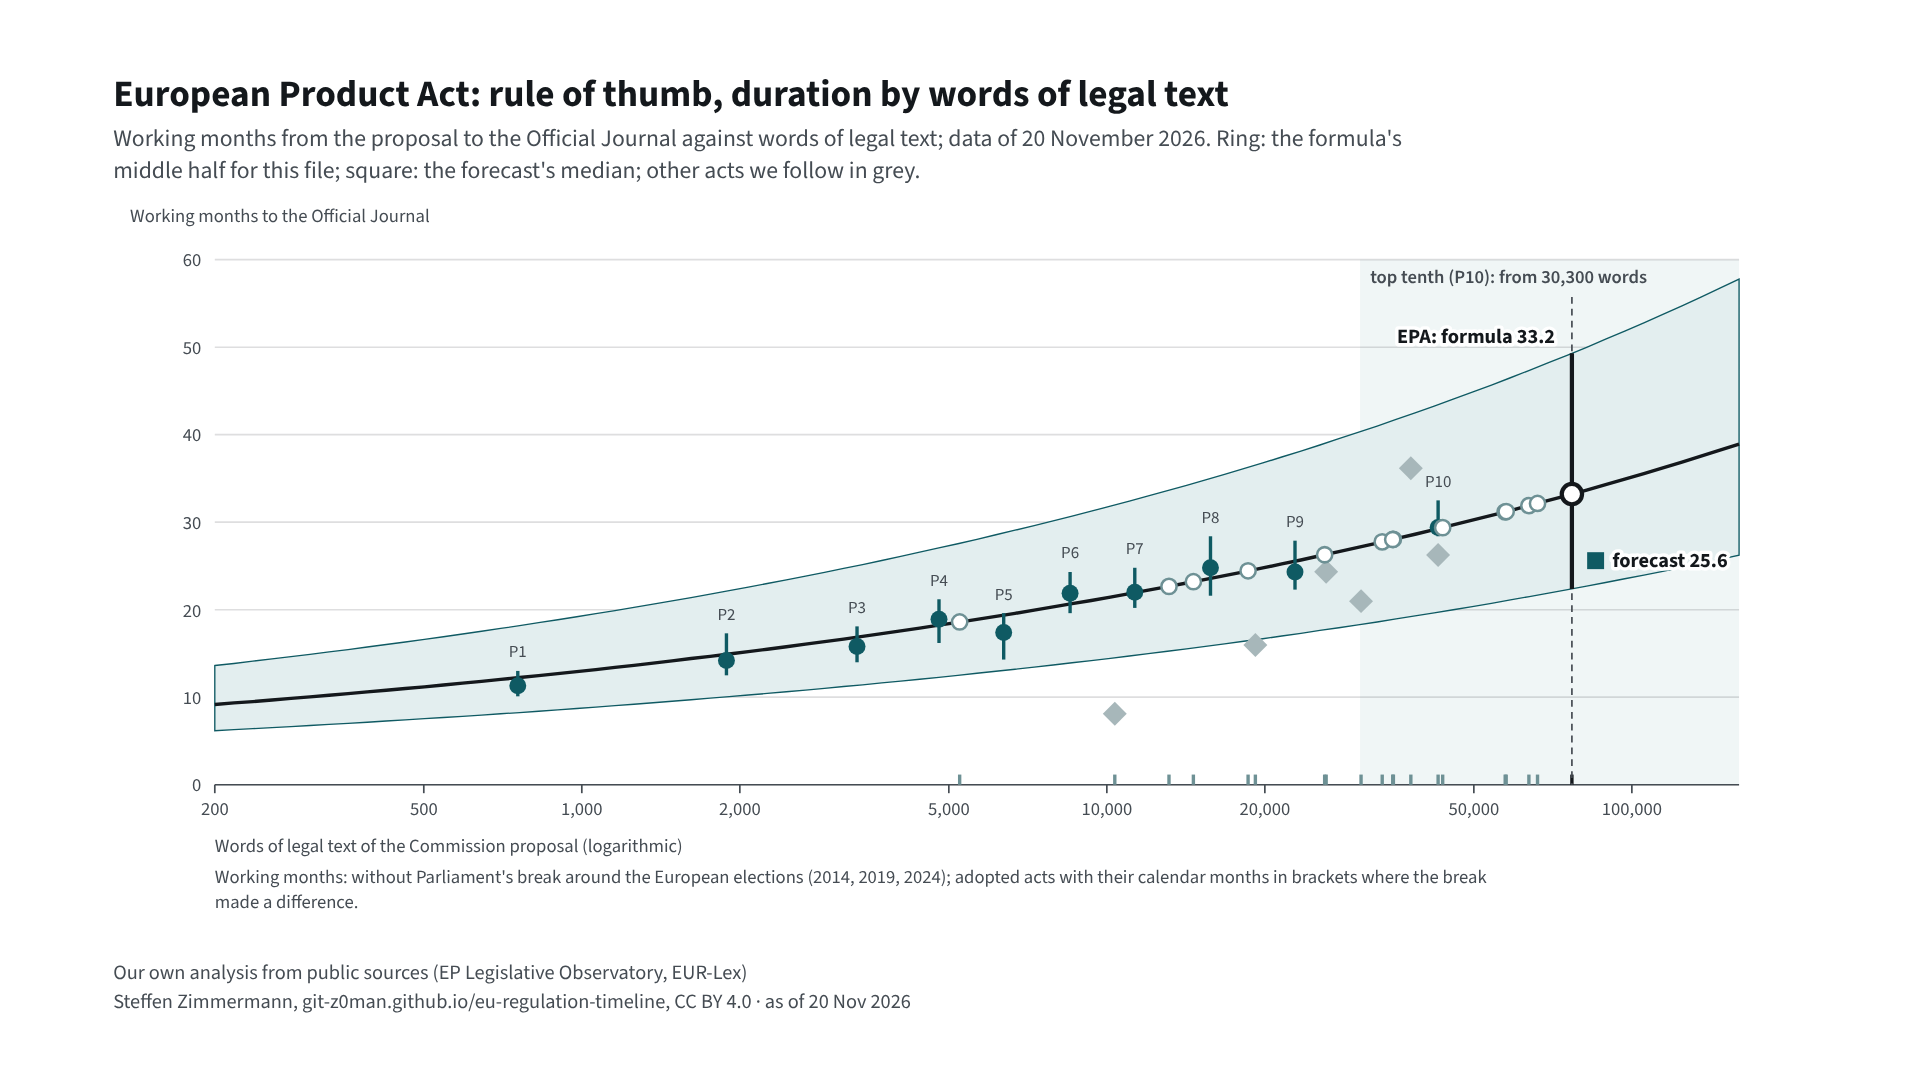 European Product Act: rule of thumb, duration by words of legal text
Working months from the proposal to the Official Journal against words of legal text; data of 20 November 2026. Ring: the formula's
middle half for this file; square: the forecast's median; other acts we follow in grey.
Working months to the Official Journal
60
top tenth (P10): from 30,300 words
EPA: formula 33.2
50
40
P10
P8
P9
30
P7
P6
forecast 25.6
P4
P5
P3
P2
20
P1
10
0
200 500 1,000 2,000 5,000 10,000 20,000 50,000 100,000
Words of legal text of the Commission proposal (logarithmic)
Working months: without Parliament's break around the European elections (2014, 2019, 2024); adopted acts with their calendar months in brackets where the break
made a difference.
Our own analysis from public sources (EP Legislative Observatory, EUR-Lex)
Steffen Zimmermann, git-z0man.github.io/eu-regulation-timeline, CC BY 4.0 · as of 20 Nov 2026